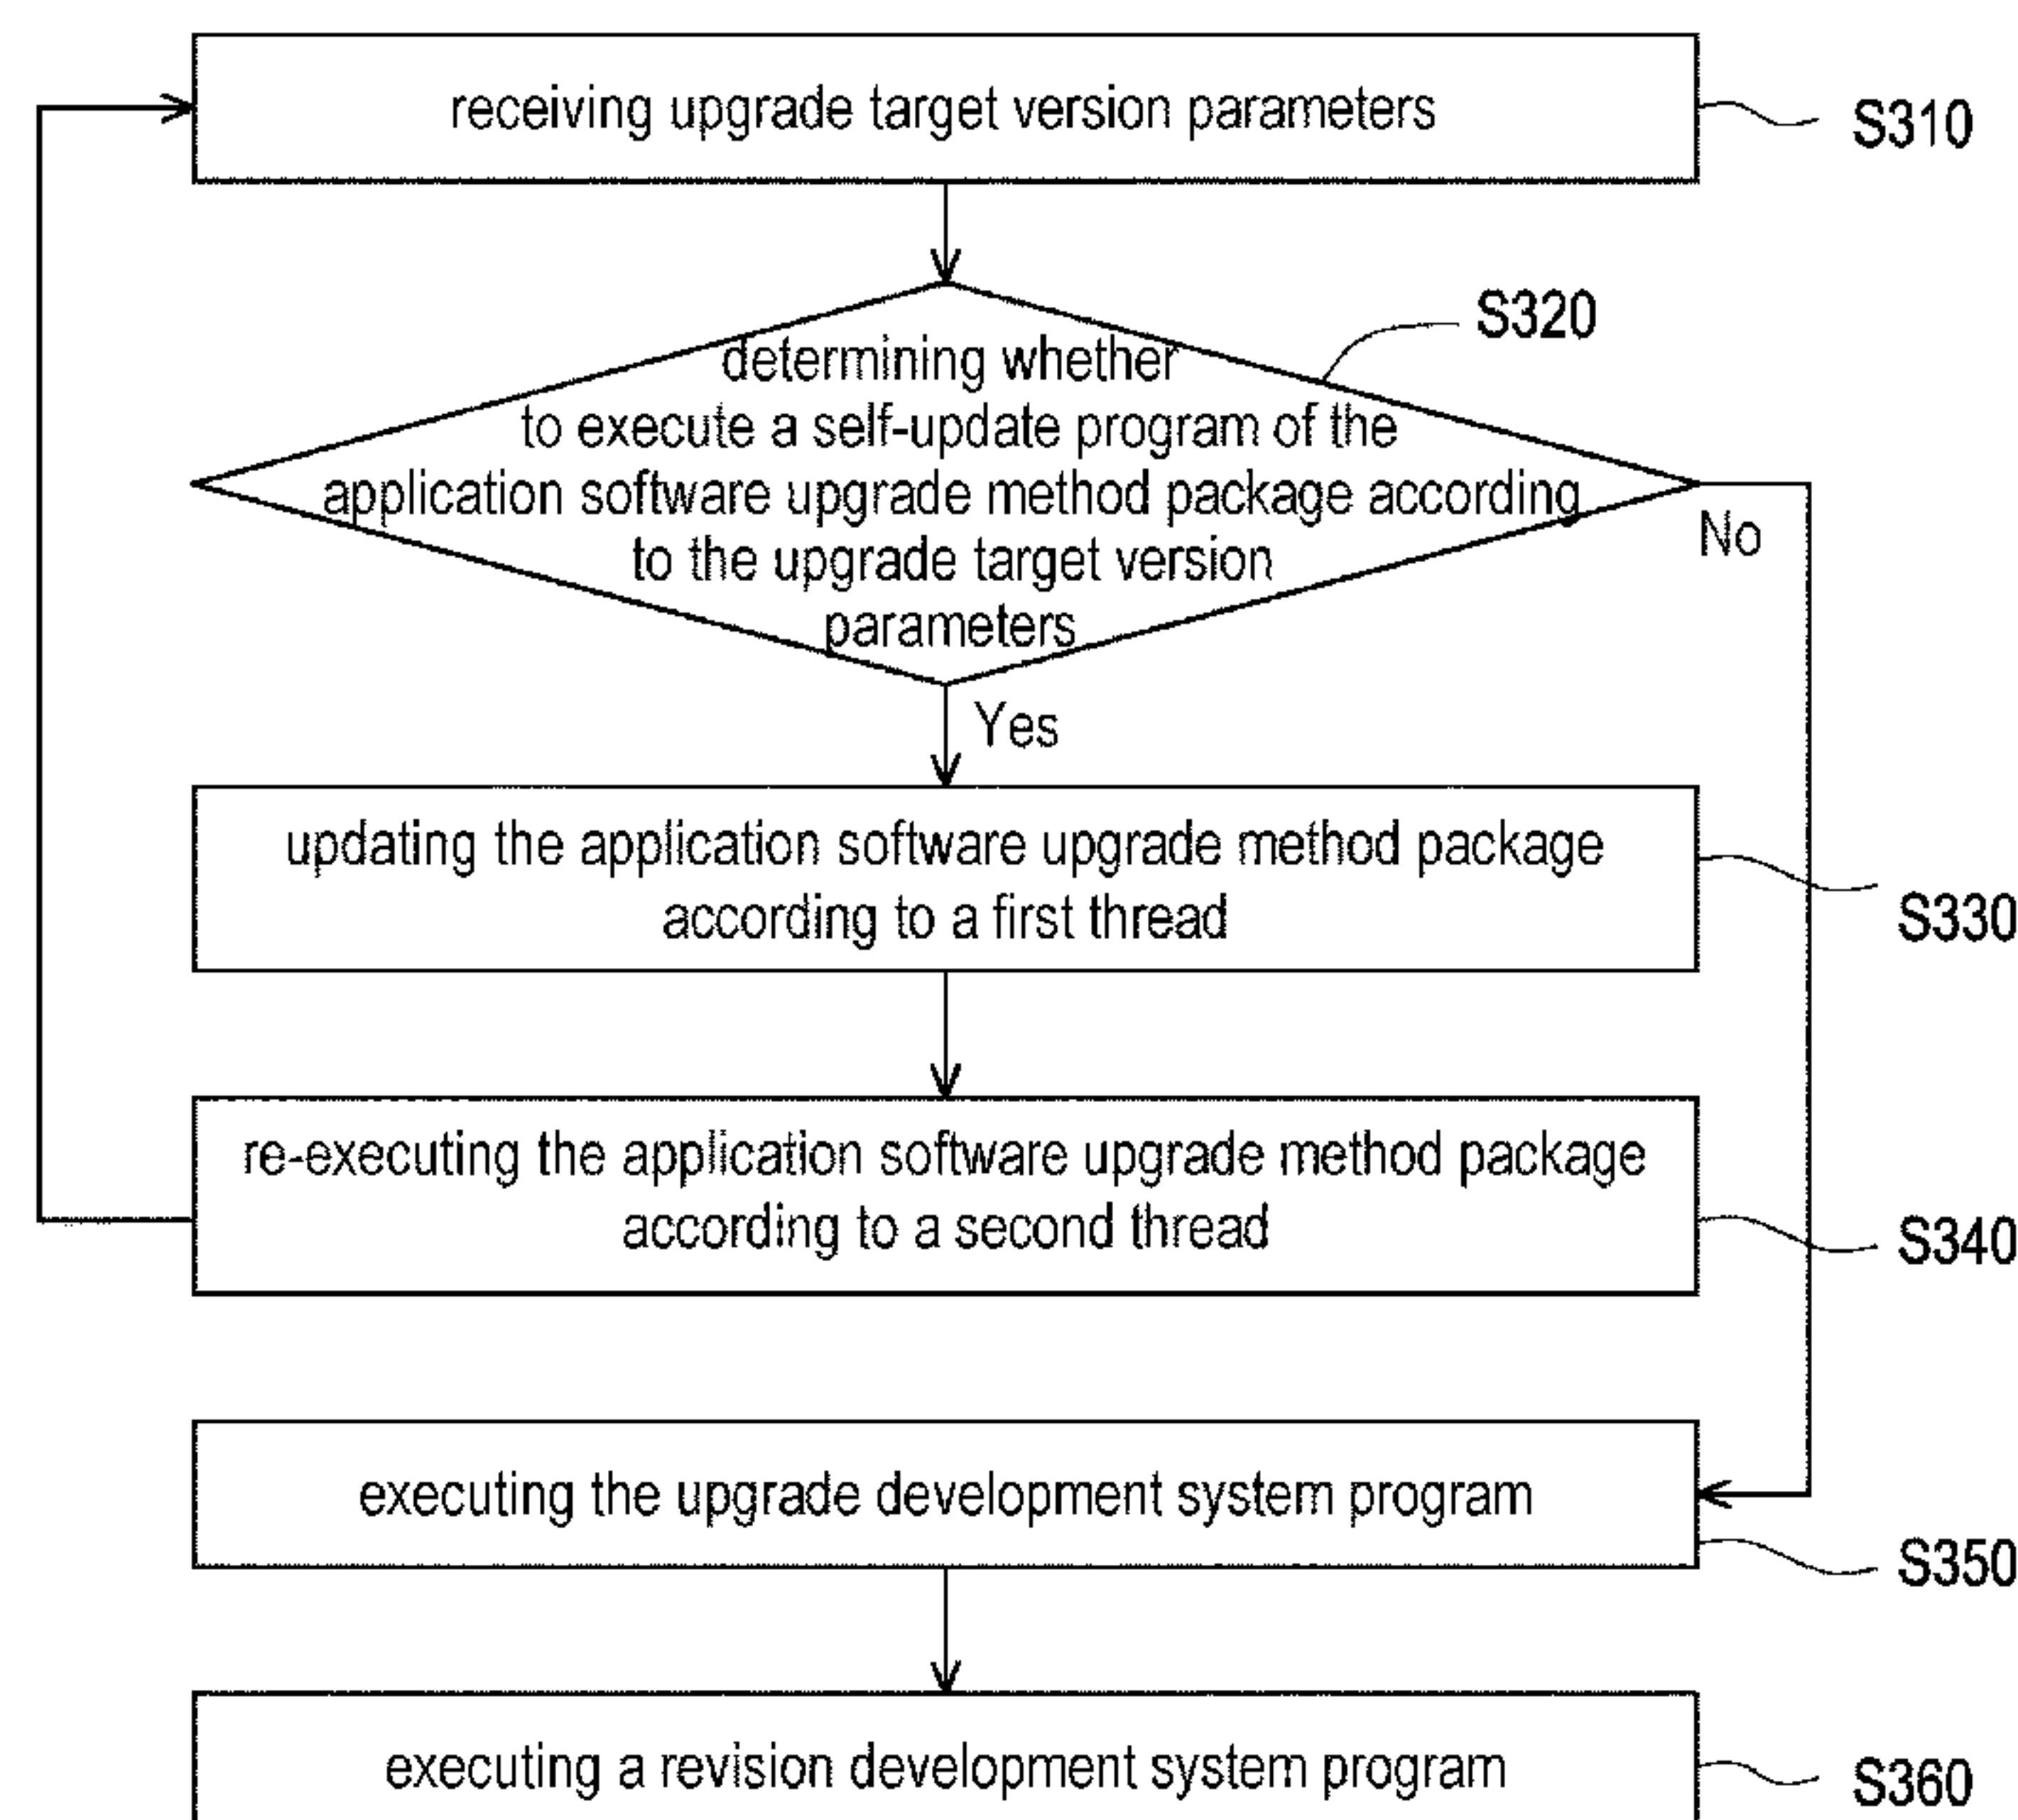 receiving upgrade target version parameters
S310
S320
determining whether
to execute a self-update program of the
application software upgrade method package according
to the upgrade target version
parameters
No
Yes
updating the application software upgrade method package
according to a first thread
S330
re-executing the application software upgrade method package
according to a second thread
S340
executing the upgrade development system program
S350
executing a revision development system program
S360